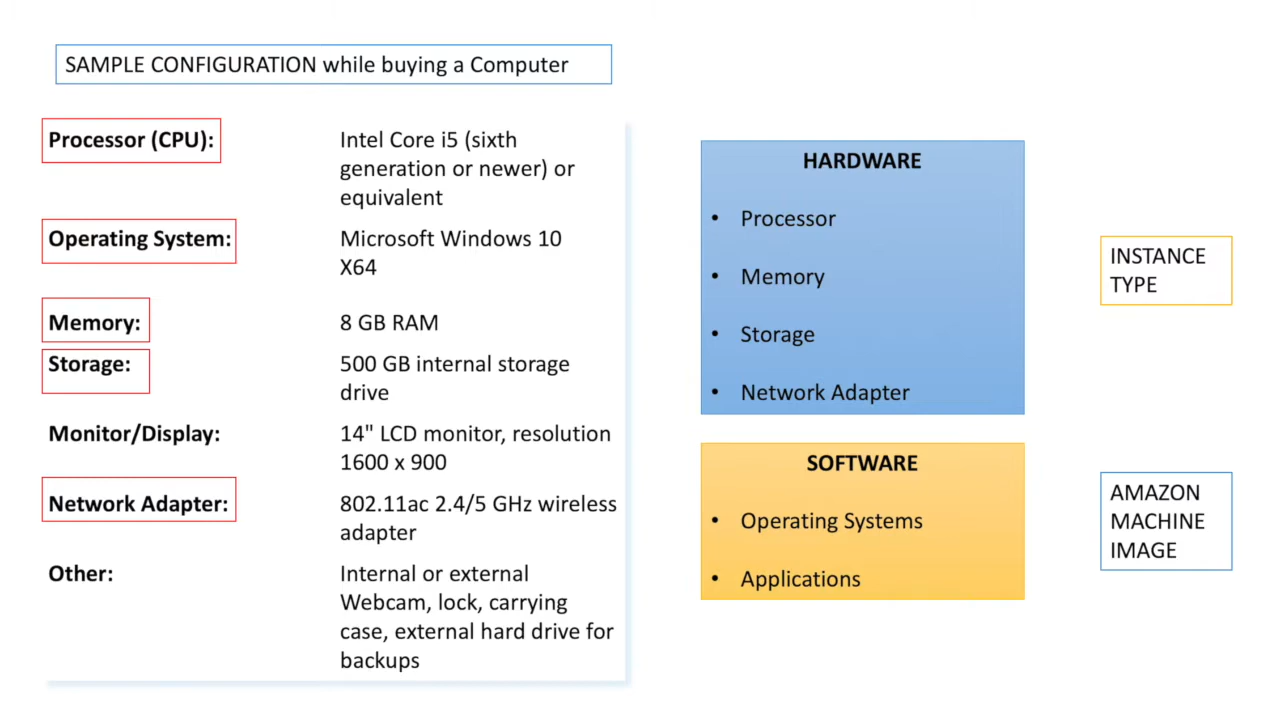 SAMPLE CONFIGURATION while buying a Computer
Processor (CPU):
Intel Core i5 (sixth
generation or newer) or
equivalent
Operating System:
Microsoft Windows 10
X64
Memory:
8 GB RAM
Storage:
500 GB internal storage
drive
Monitor/Display:
14" LCD monitor, resolution
1600 x 900
Network Adapter:
802.11ac 2.4/5 GHz wireless
adapter
Other:
Internal or external
Webcam, lock, carrying
case, external hard drive for
backups
HARDWARE
• Processor
• Memory
• Storage
• Network Adapter
INSTANCE
TYPE
SOFTWARE
• Operating Systems
• Applications
AMAZON
MACHINE
IMAGE